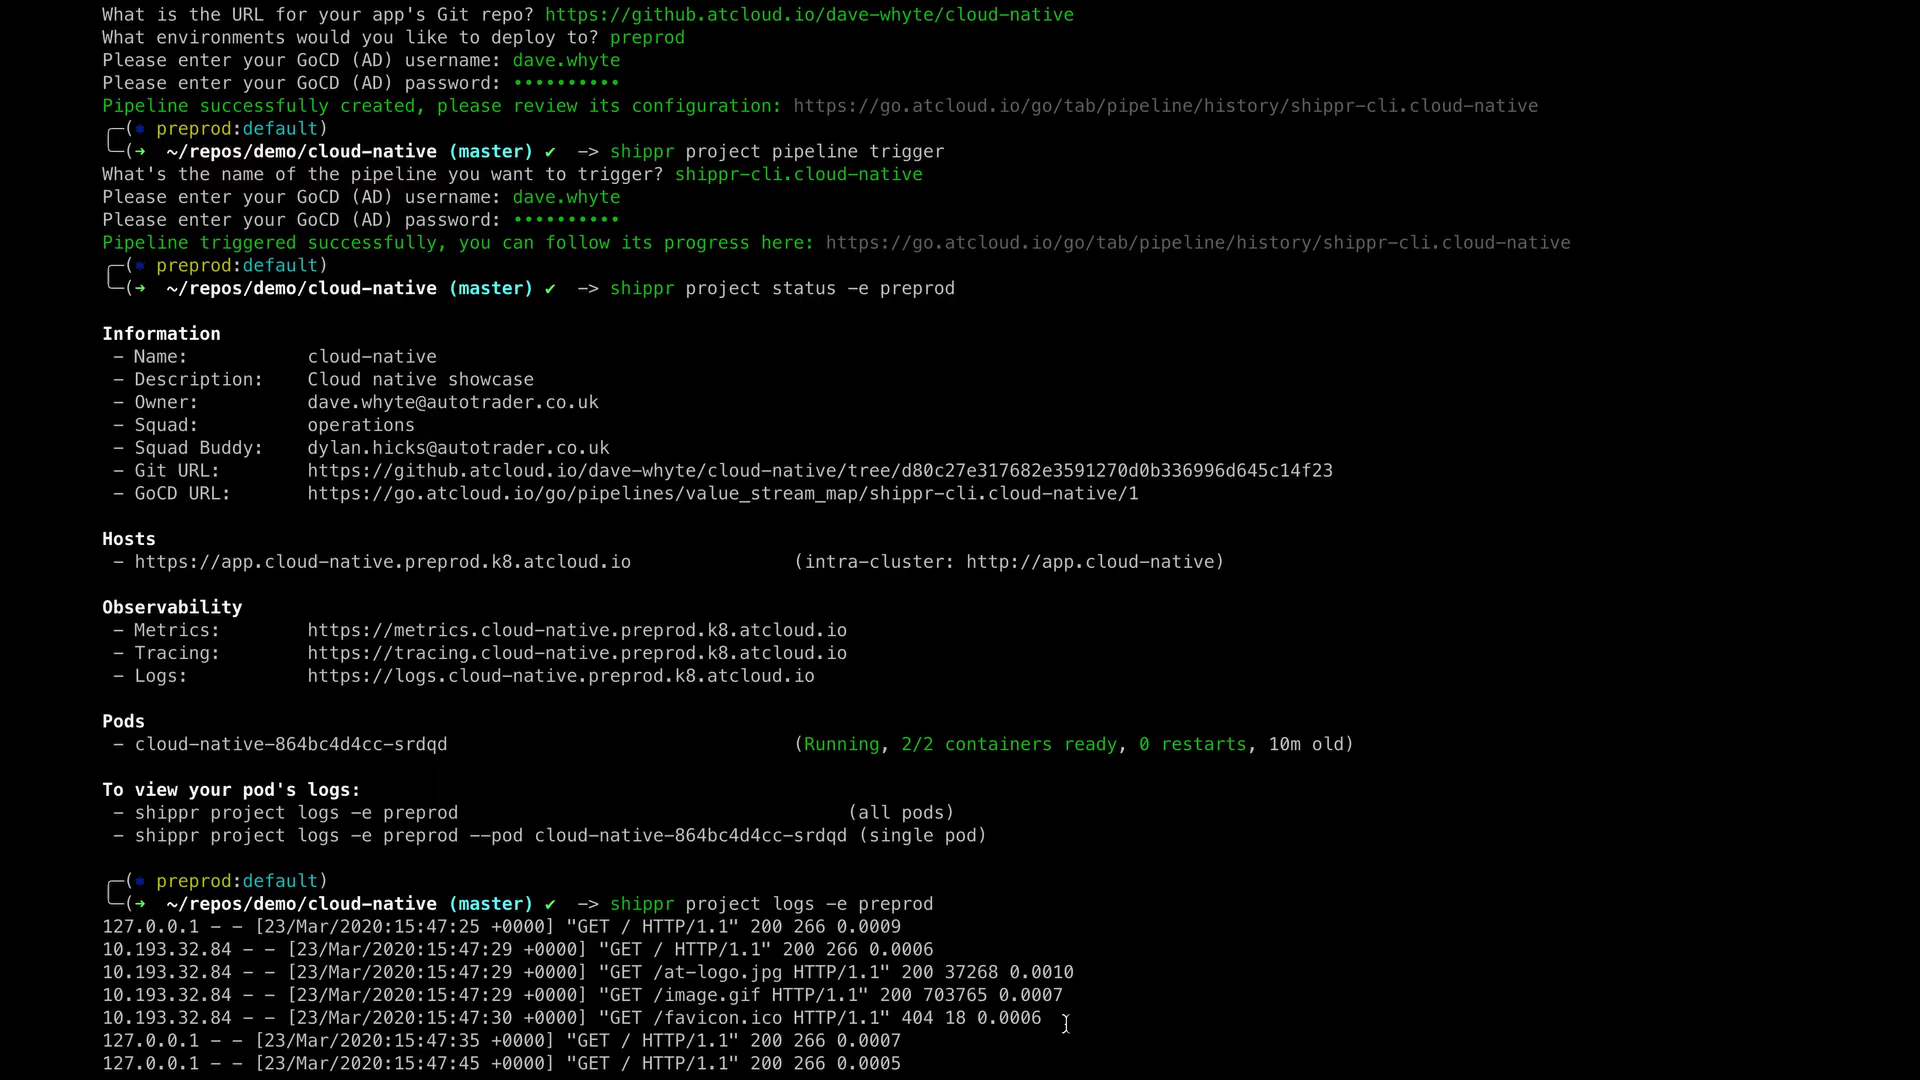 What is the URL for your app's Git repo? https://github.atcloud.io/dave-whyte/cloud-native
What environments would you like to deploy to? preprod
Please enter your GoCD (AD) username: dave.whyte
Please enter your GoCD (AD) password: ••••••••••
Pipeline successfully created, please review its configuration: https://go.atcloud.io/go/tab/pipeline/history/shippr-cli.cloud-native
╭─(⎈ preprod:default)
╰─(➜  ~/repos/demo/cloud-native (master) ✔  -> shippr project pipeline trigger
What's the name of the pipeline you want to trigger? shippr-cli.cloud-native
Please enter your GoCD (AD) username: dave.whyte
Please enter your GoCD (AD) password: ••••••••••
Pipeline triggered successfully, you can follow its progress here: https://go.atcloud.io/go/tab/pipeline/history/shippr-cli.cloud-native
╭─(⎈ preprod:default)
╰─(➜  ~/repos/demo/cloud-native (master) ✔  -> shippr project status -e preprod
Information
- Name: cloud-native
- Description: Cloud native showcase
- Owner: dave.whyte@autotrader.co.uk
- Squad: operations
- Squad Buddy: dylan.hicks@autotrader.co.uk
- Git URL: https://github.atcloud.io/dave-whyte/cloud-native/tree/d80c27e317682e3591270d0b336996d645c14f23
- GoCD URL: https://go.atcloud.io/go/pipelines/value_stream_map/shippr-cli.cloud-native/1
Hosts
- https://app.cloud-native.preprod.k8.atcloud.io (intra-cluster: http://app.cloud-native)
Observability
- Metrics: https://metrics.cloud-native.preprod.k8.atcloud.io
- Tracing: https://tracing.cloud-native.preprod.k8.atcloud.io
- Logs: https://logs.cloud-native.preprod.k8.atcloud.io
Pods
- cloud-native-864bc4d4cc-srdqd (Running, 2/2 containers ready, 0 restarts, 10m old)
To view your pod's logs:
- shippr project logs -e preprod (all pods)
- shippr project logs -e preprod --pod cloud-native-864bc4d4cc-srdqd (single pod)
╭─(⎈ preprod:default)
╰─(➜  ~/repos/demo/cloud-native (master) ✔  -> shippr project logs -e preprod
127.0.0.1 - - [23/Mar/2020:15:47:25 +0000] "GET / HTTP/1.1" 200 266 0.0009
10.193.32.84 - - [23/Mar/2020:15:47:29 +0000] "GET / HTTP/1.1" 200 266 0.0006
10.193.32.84 - - [23/Mar/2020:15:47:29 +0000] "GET /at-logo.jpg HTTP/1.1" 200 37268 0.0010
10.193.32.84 - - [23/Mar/2020:15:47:29 +0000] "GET /image.gif HTTP/1.1" 200 703765 0.0007
10.193.32.84 - - [23/Mar/2020:15:47:30 +0000] "GET /favicon.ico HTTP/1.1" 404 18 0.0006
127.0.0.1 - - [23/Mar/2020:15:47:35 +0000] "GET / HTTP/1.1" 200 266 0.0007
127.0.0.1 - - [23/Mar/2020:15:47:45 +0000] "GET / HTTP/1.1" 200 266 0.0005